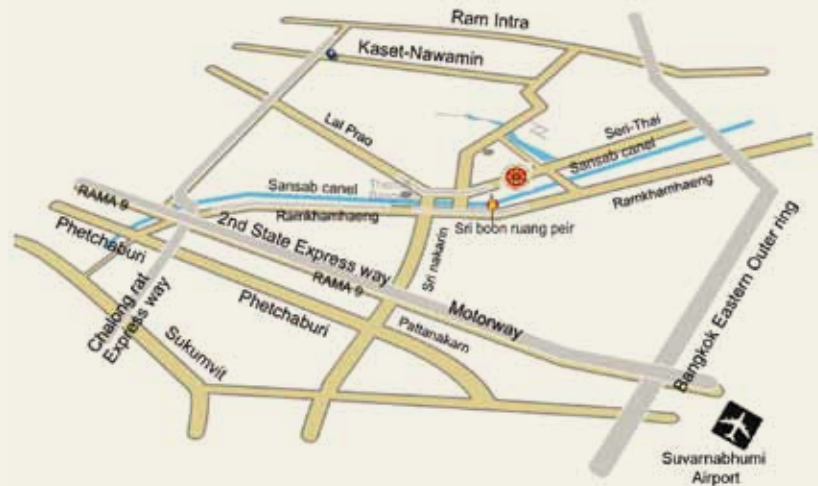 Ram Intra
Kaset-Nawamin
Lat Prao
Seri-Thai
Sansab canel
Sansab canel
RAMA 9
Ramkhamhaeng
Ramkhamhaeng
Sri boon ruang peir
Phetchaburi
2nd State Express way
Sri nakarin
RAMA 9
Motorway
Bangkok Eastern Outer ring
Chalong rat
Express way
Phetchaburi
Pattanakarn
Sukumvit
Suvarnabhumi
Airport